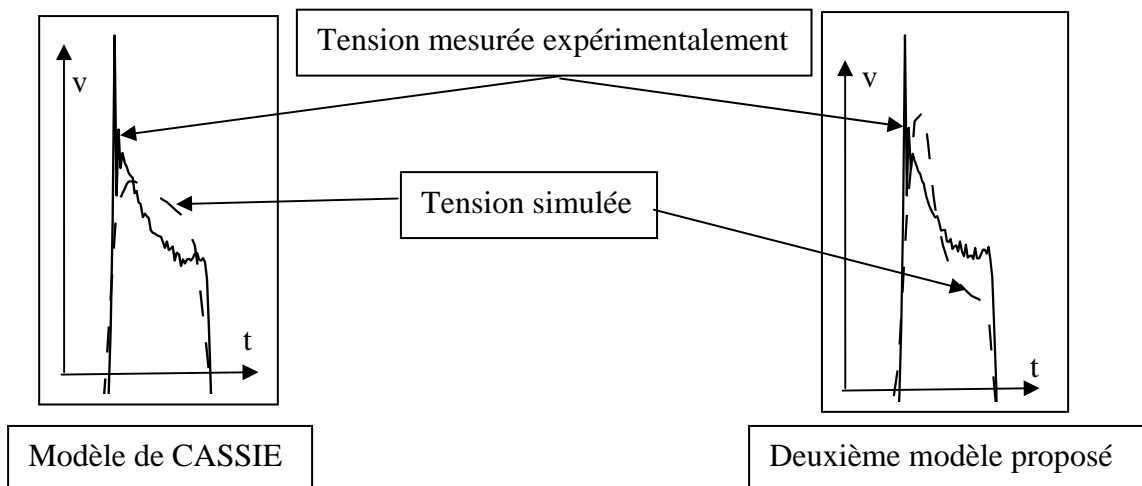 Tension mesurée expérimentalement
v
v
Tension simulée
t
t
Modèle de CASSIE
Deuxième modèle proposé